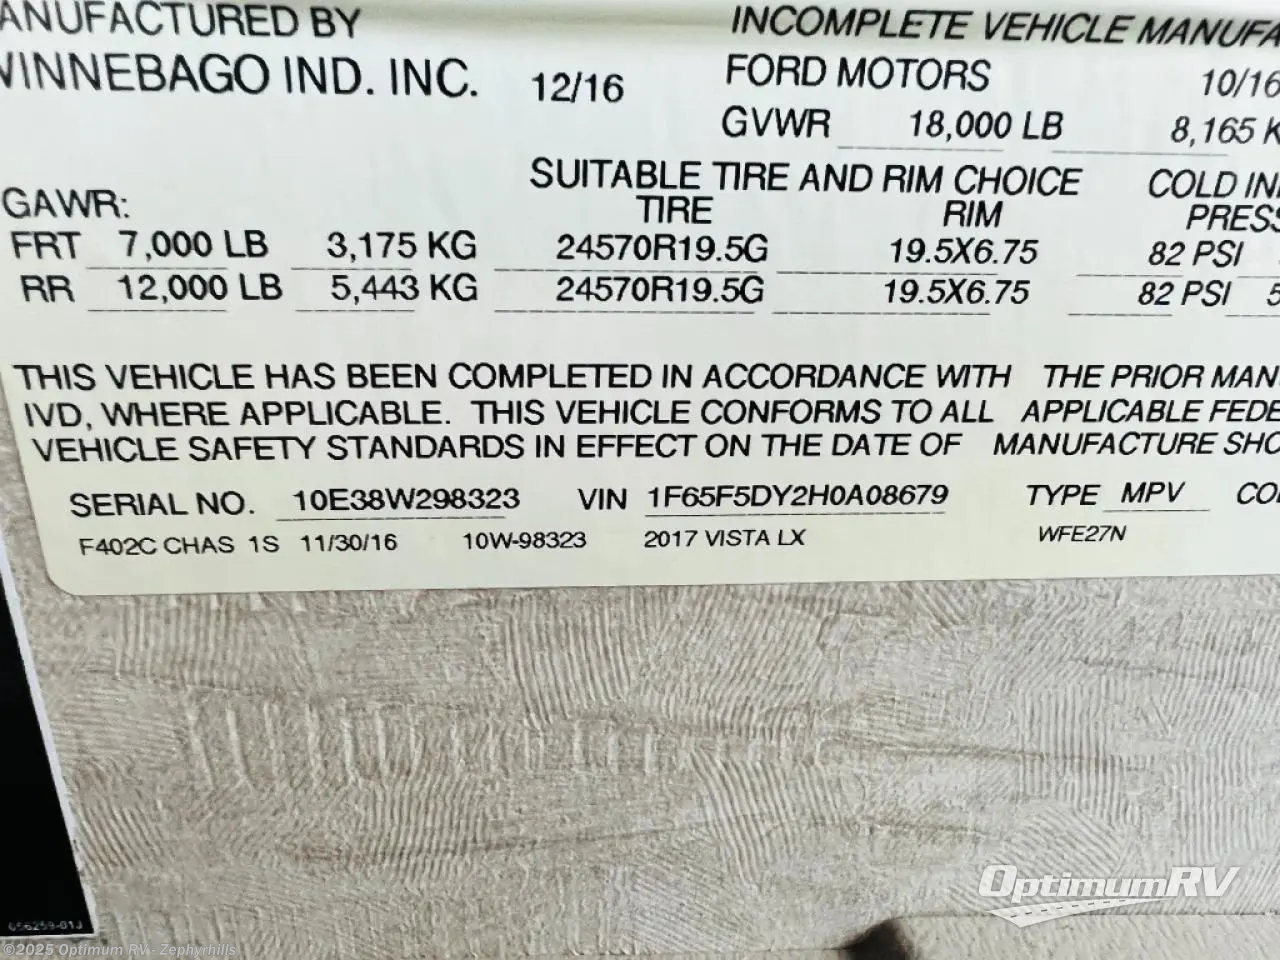 ANUFACTURED BY
WINNEBAGO IND. INC. 12/16
INCOMPLETE VEHICLE MANUFA
FORD MOTORS 10/16
GVWR 18,000 LB 8,165 K
SUITABLE TIRE AND RIM CHOICE COLD IN
GAWR: TIRE RIM PRESS
FRT 7,000 LB 3,175 KG 24570R19.5G 19.5X6.75 82 PSI
RR 12,000 LB 5,443 KG 24570R19.5G 19.5X6.75 82 PSI 5
THIS VEHICLE HAS BEEN COMPLETED IN ACCORDANCE WITH THE PRIOR MAN
IVD, WHERE APPLICABLE. THIS VEHICLE CONFORMS TO ALL APPLICABLE FEDE
VEHICLE SAFETY STANDARDS IN EFFECT ON THE DATE OF MANUFACTURE SHO
SERIAL NO. 10E38W298323 VIN 1F65F5DY2H0A08679 TYPE MPV CO
F402C CHAS 1S 11/30/16 10W-98323 2017 VISTA LX WFE27N
OptimumRV
056259-01J
©2025 Optimum RV - Zephyrhills